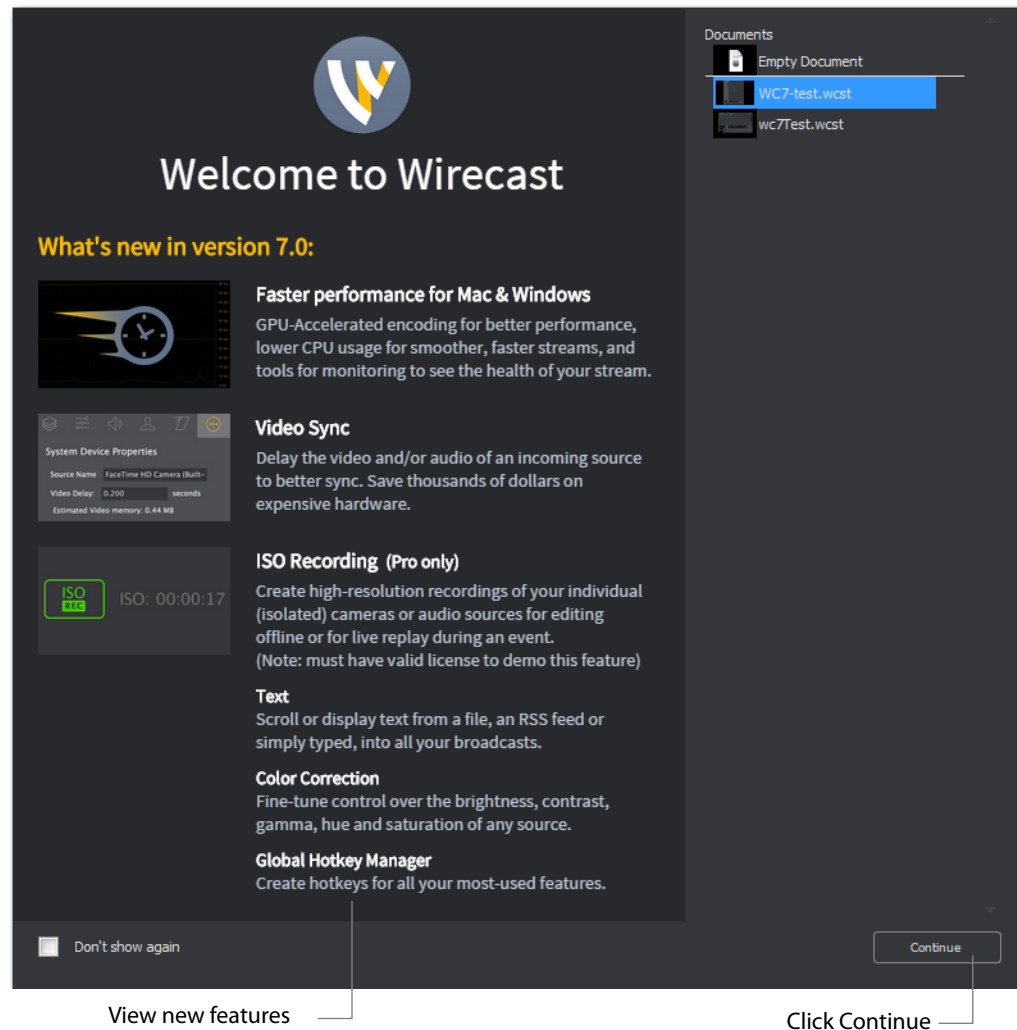 Welcome to Wirecast
What's new in version 7.0:
Faster performance for Mac & Windows
GPU-Accelerated encoding for better performance,
lower CPU usage for smoother, faster streams, and
tools for monitoring to see the health of your stream.
System Device Properties
Source Name FaceTime HD Camera (Built-
Video Delay: 0.200 seconds
Estimated Video memory: 0.44 MB
Video Sync
Delay the video and/or audio of an incoming source
to better sync. Save thousands of dollars on
expensive hardware.
ISO
REC
ISO: 00:00:17
ISO Recording (Pro only)
Create high-resolution recordings of your individual
(isolated) cameras or audio sources for editing
offline or for live replay during an event.
(Note: must have valid license to demo this feature)
Text
Scroll or display text from a file, an RSS feed or
simply typed, into all your broadcasts.
Color Correction
Fine-tune control over the brightness, contrast,
gamma, hue and saturation of any source.
Global Hotkey Manager
Create hotkeys for all your most-used features.
Documents
Empty Document
WC7-test.wcst
wc7Test.wcst
Don't show again
Continue
View new features
Click Continue